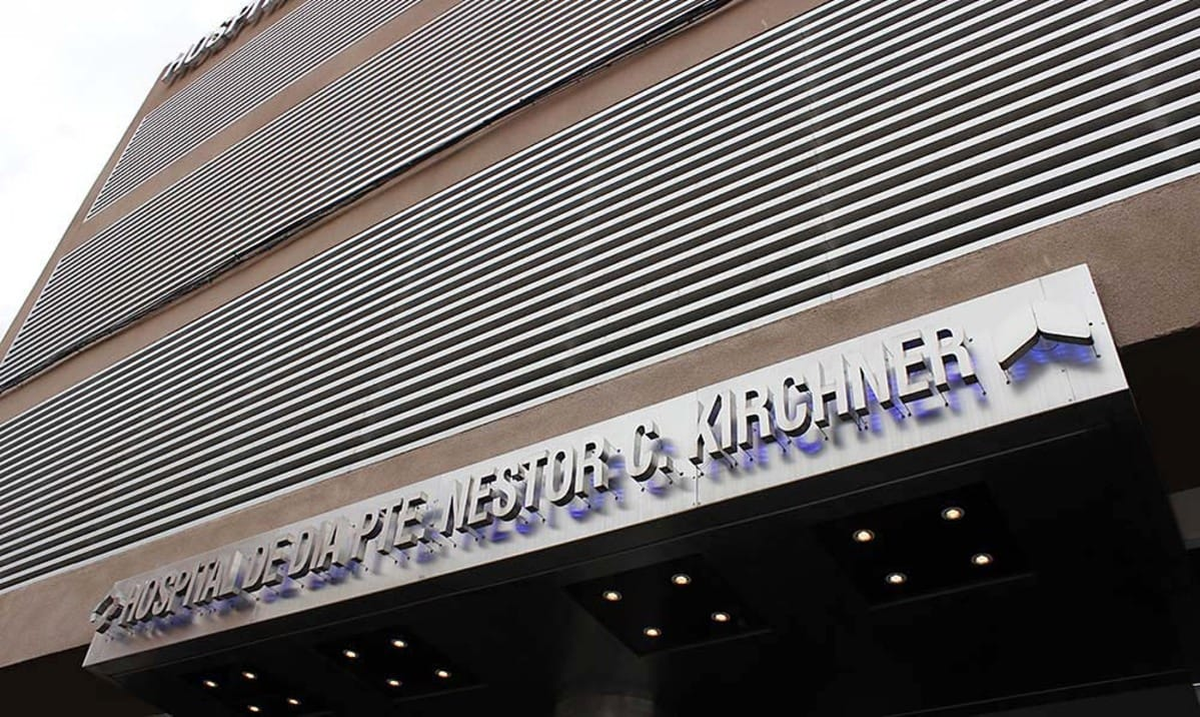 HOSPITAL DE DIA PTE. NESTOR C. KIRCHNER